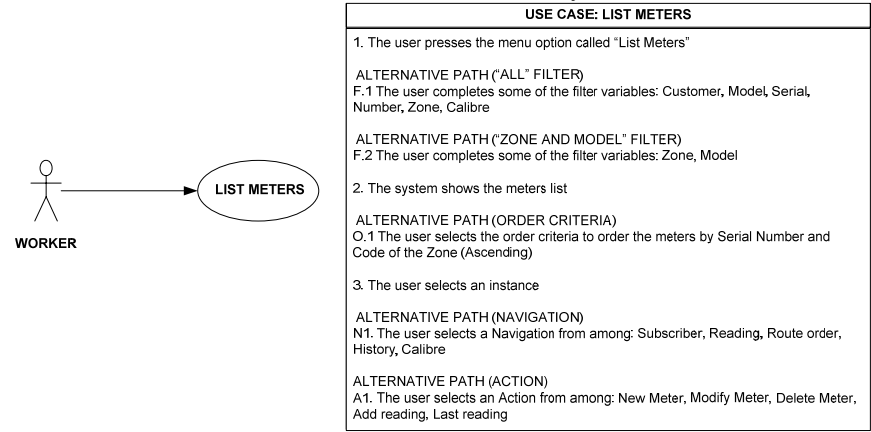 USE CASE: LIST METERS
1. The user presses the menu option called "List Meters"
ALTERNATIVE PATH ("ALL" FILTER)
F.1 The user completes some of the filter variables: Customer, Model, Serial,
Number, Zone, Calibre
ALTERNATIVE PATH ("ZONE AND MODEL" FILTER)
F.2 The user completes some of the filter variables: Zone, Model
2. The system shows the meters list
ALTERNATIVE PATH (ORDER CRITERIA)
O.1 The user selects the order criteria to order the meters by Serial Number and
Code of the Zone (Ascending)
3. The user selects an instance
ALTERNATIVE PATH (NAVIGATION)
N1. The user selects a Navigation from among: Subscriber, Reading, Route order,
History, Calibre
ALTERNATIVE PATH (ACTION)
A1. The user selects an Action from among: New Meter, Modify Meter, Delete Meter,
Add reading, Last reading
LIST METERS
WORKER